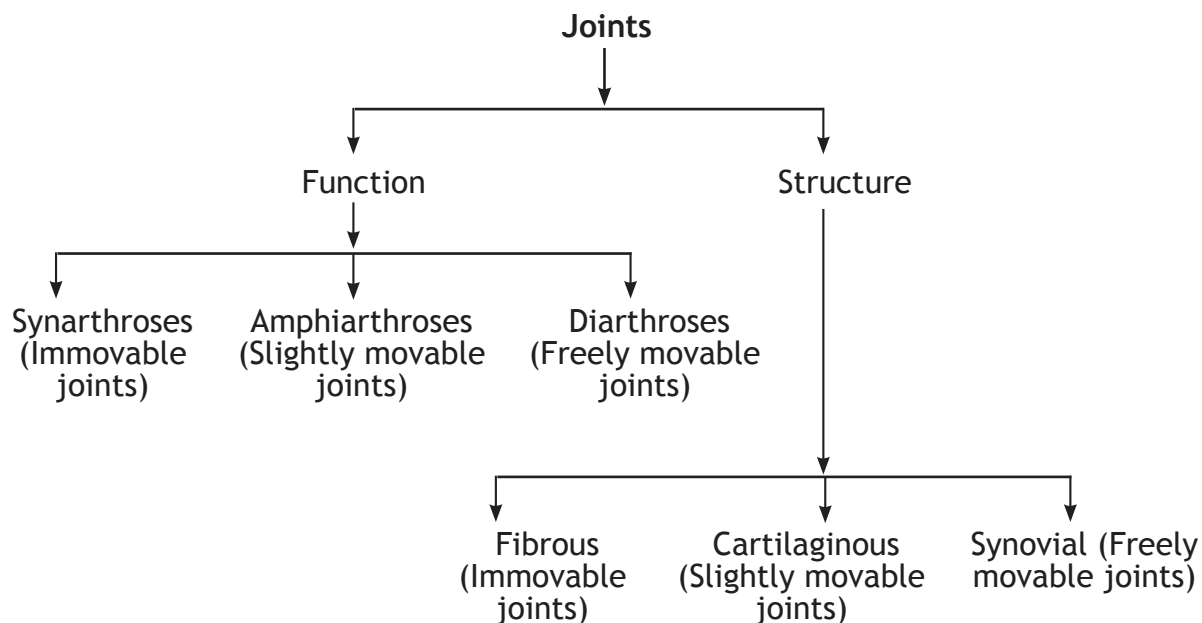 Joints
Function
Structure
Synarthroses
(Immovable
joints)
Amphiarthroses
(Slightly movable
joints)
Diarthroses
(Freely movable
joints)
Fibrous
(Immovable
joints)
Cartilaginous
(Slightly movable
joints)
Synovial (Freely
movable joints)